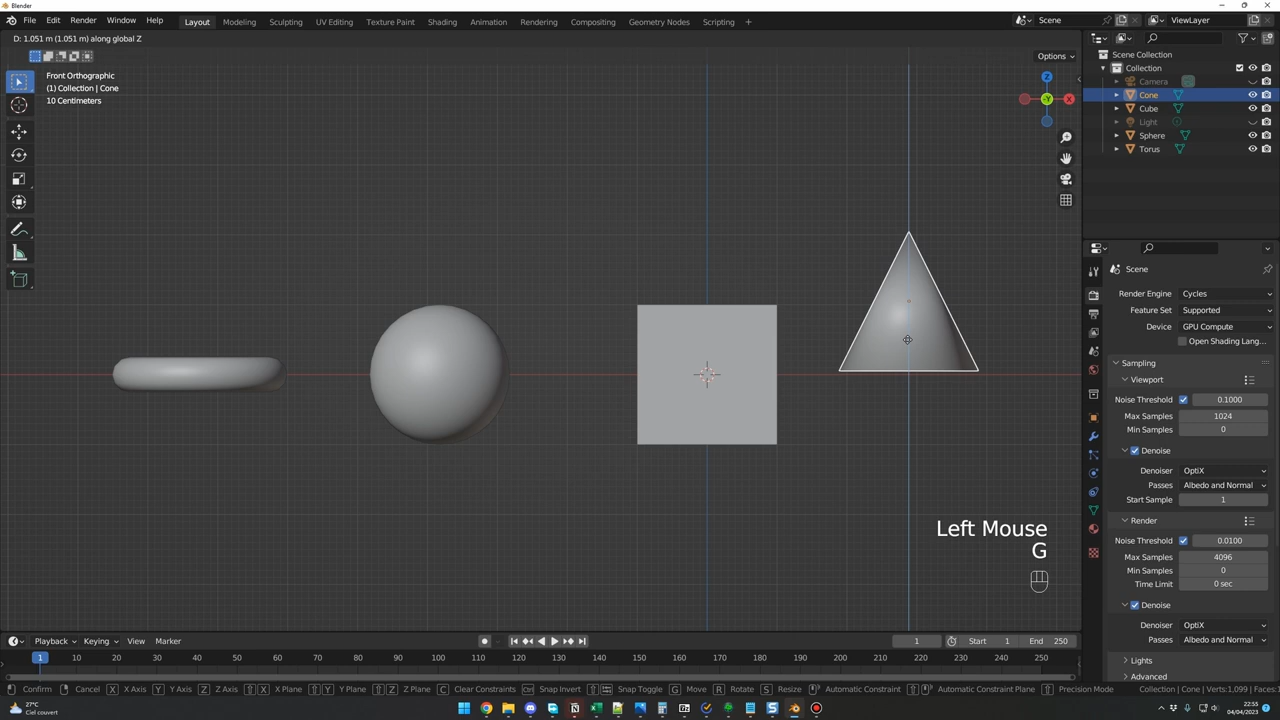 Blender
File Edit Render Window Help
Layout Modeling Sculpting UV Editing Texture Paint Shading Animation Rendering Compositing Geometry Nodes Scripting
Scene
ViewLayer
D: 1.051 m (1.051 m) along global Z
Options
Front Orthographic
(1) Collection | Cone
10 Centimeters
Z
-Y
X
Scene Collection
Collection
Camera
Cone
Cube
Light
Sphere
Torus
Scene
Render Engine Cycles
Feature Set Supported
Device GPU Compute
Open Shading Lang...
Sampling
Viewport
Noise Threshold 0.1000
Max Samples 1024
Min Samples 0
Denoise
Denoiser OptiX
Passes Albedo and Normal
Start Sample 1
Render
Noise Threshold 0.0100
Max Samples 4096
Min Samples 0
Time Limit 0 sec
Denoise
Denoiser OptiX
Passes Albedo and Normal
Lights
Advanced
Left Mouse
G
Playback Keying View Marker
1 Start 1 End 250
1 10 20 30 40 50 60 70 80 90 100 110 120 130 140 150 160 170 180 190 200 210 220 230 240 250
Confirm Cancel X X Axis Y Y Axis Z Z Axis X X Plane Y Y Plane Z Z Plane C Clear Constraints Ctrl Snap Invert Snap Toggle G Move R Rotate S Resize Automatic Constraint Automatic Constraint Plane Precision Mode Collection | Cone | Verts:1,099 | Faces:
27°C
Ciel couvert
22:55
04/04/2023